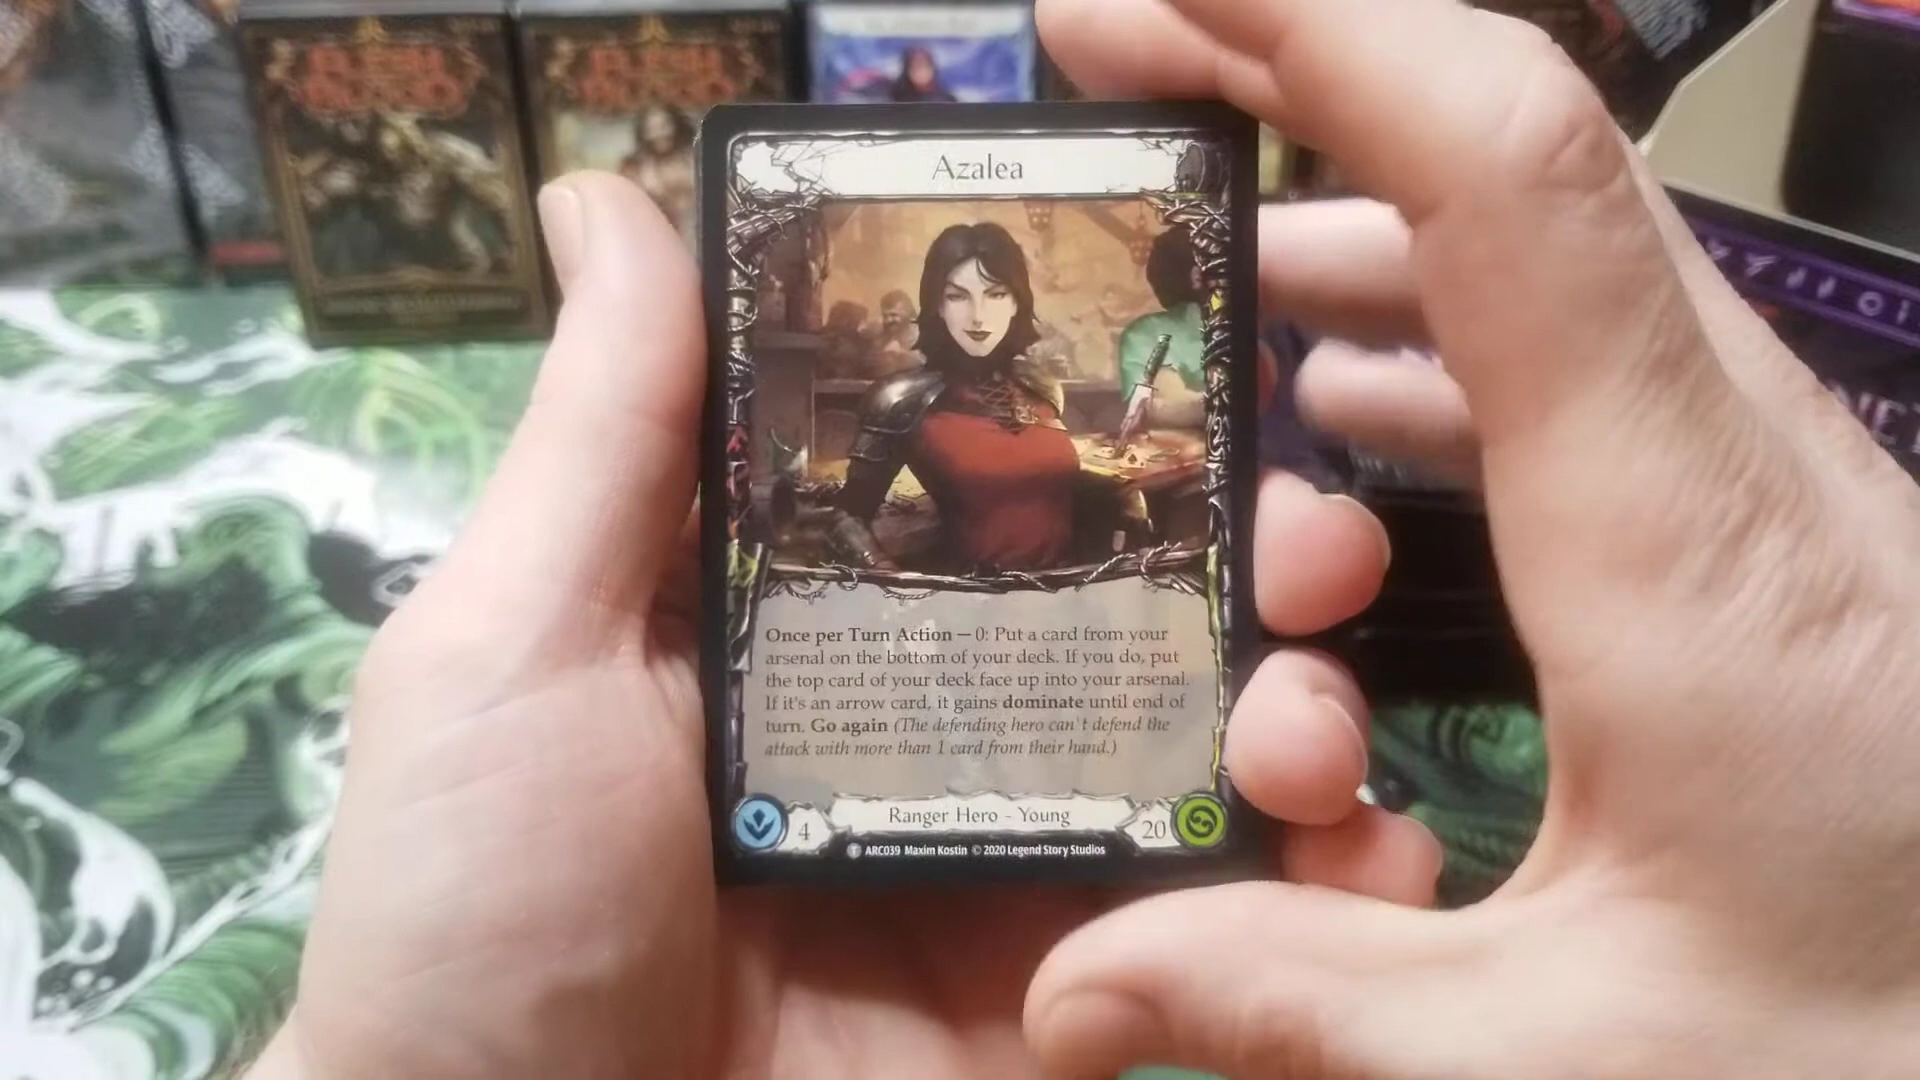 FLESH
FLESH
Azalea
Once per Turn Action — 0: Put a card from your
arsenal on the bottom of your deck. If you do, put
the top card of your deck face up into your arsenal.
If it's an arrow card, it gains dominate until end of
turn. Go again (The defending hero can't defend the
attack with more than 1 card from their hand.)
4
Ranger Hero - Young
20
T ARC039 Maxim Kostin © 2020 Legend Story Studios